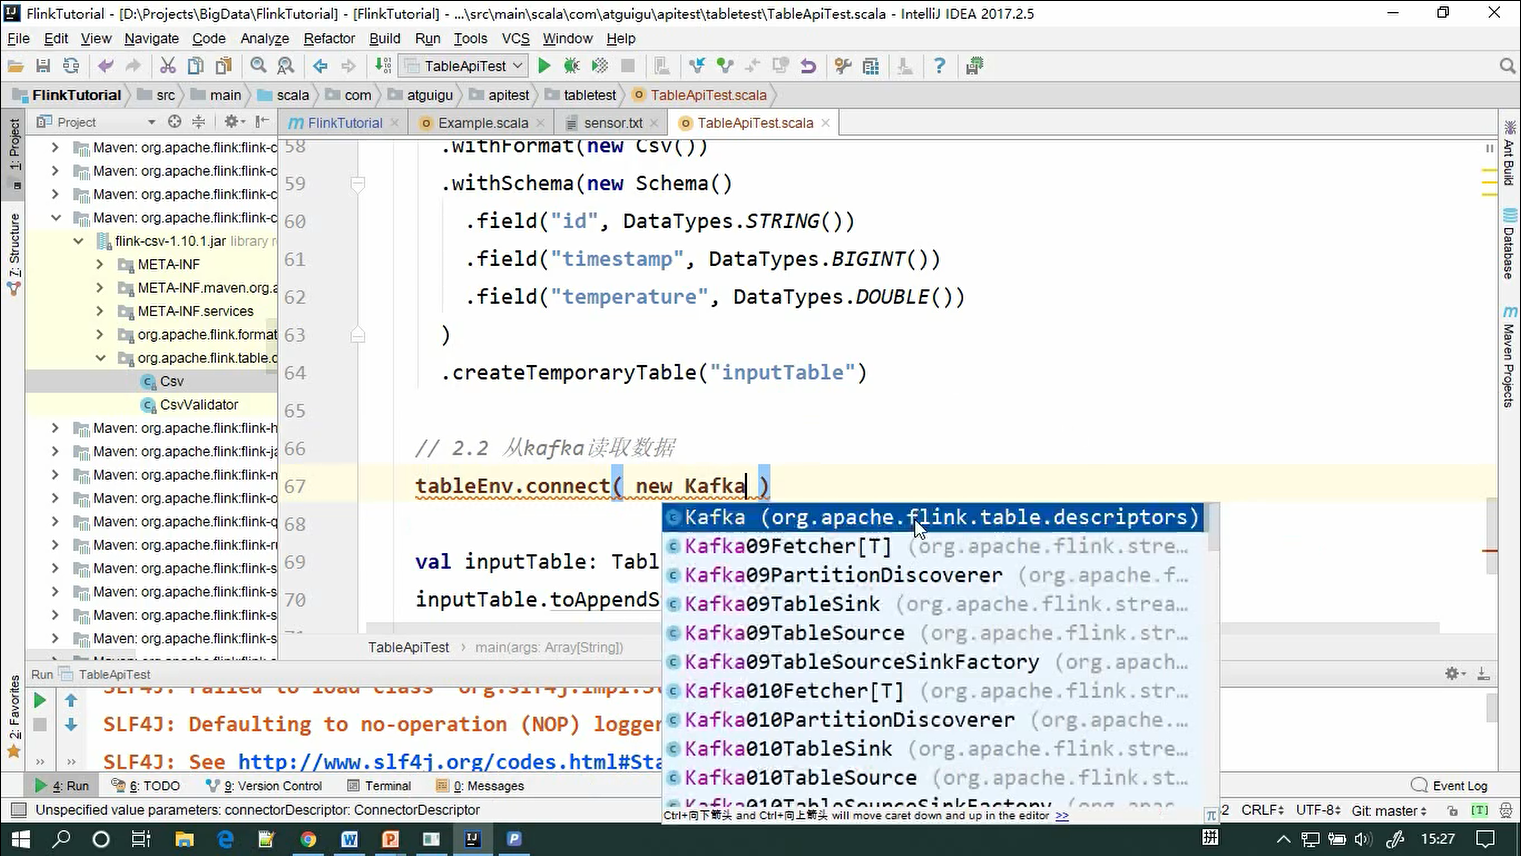 FlinkTutorial - [D:\Projects\BigData\FlinkTutorial] - [FlinkTutorial] - ...\src\main\scala\com\atguigu\apitest\tabletest\TableApiTest.scala - IntelliJ IDEA 2017.2.5
File Edit View Navigate Code Analyze Refactor Build Run Tools VCS Window Help
TableApiTest
FlinkTutorial src main scala com atguigu apitest tabletest TableApiTest.scala
Project
FlinkTutorial Example.scala sensor.txt TableApiTest.scala
1: Project
7: Structure
2: Favorites
Ant Build
Database
Maven Projects
Maven: org.apache.flink:flink-c
Maven: org.apache.flink:flink-c
Maven: org.apache.flink:flink-c
Maven: org.apache.flink:flink-c
flink-csv-1.10.1.jar library ro
META-INF
META-INF.maven.org.a
META-INF.services
org.apache.flink.format
org.apache.flink.table.d
Csv
CsvValidator
Maven: org.apache.flink:flink-h
Maven: org.apache.flink:flink-ja
Maven: org.apache.flink:flink-n
Maven: org.apache.flink:flink-o
Maven: org.apache.flink:flink-q
Maven: org.apache.flink:flink-ru
Maven: org.apache.flink:flink-s
Maven: org.apache.flink:flink-s
Maven: org.apache.flink:flink-s
Maven: org.apache.flink:flink-s
58 .withFormat(new Csv())
59 .withSchema(new Schema()
60 .field("id", DataTypes.STRING())
61 .field("timestamp", DataTypes.BIGINT())
62 .field("temperature", DataTypes.DOUBLE())
63 )
64 .createTemporaryTable("inputTable")
65
66 // 2.2 从kafka读取数据
67 tableEnv.connect( new Kafka )
68
69 val inputTable: Tabl
70 inputTable.toAppendS
Kafka (org.apache.flink.table.descriptors)
Kafka09Fetcher[T] (org.apache.flink.stre…
Kafka09PartitionDiscoverer (org.apache.f…
Kafka09TableSink (org.apache.flink.strea…
Kafka09TableSource (org.apache.flink.str…
Kafka09TableSourceSinkFactory (org.apach…
Kafka010Fetcher[T] (org.apache.flink.str…
Kafka010PartitionDiscoverer (org.apache.…
Kafka010TableSink (org.apache.flink.stre…
Kafka010TableSource (org.apache.flink.st…
Kafka010TableSourceSinkFactory (org.apac…
Ctrl+向下箭头 and Ctrl+向上箭头 will move caret down and up in the editor >>
π
TableApiTest main(args: Array[String])
Run TableApiTest
SLF4J: Failed to load class "org.slf4j.impl.St
SLF4J: Defaulting to no-operation (NOP) logger
SLF4J: See http://www.slf4j.org/codes.html#Sta
4: Run 6: TODO 9: Version Control Terminal 0: Messages Event Log
Unspecified value parameters: connectorDescriptor: ConnectorDescriptor
2 CRLF÷ UTF-8÷ Git: master÷ [T]
拼
15:27